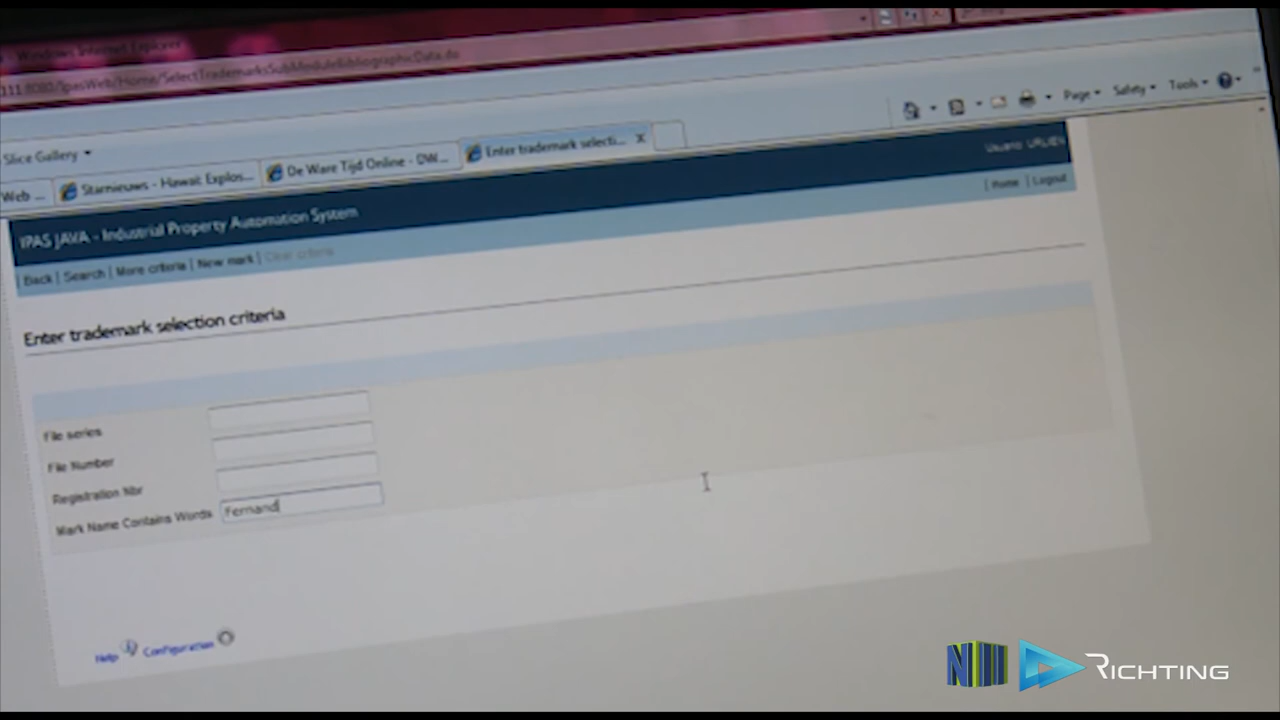 Windows Internet Explorer
111:8080/IpasWeb/Home/SelectTrademarksSubModuleBibliographicData.do
Slice Gallery
Page Safety Tools
Web ...
Starnieuws - Hawaii: Explos...
De Ware Tijd Online - DW...
Enter trademark selecti... X
IPAS JAVA - Industrial Property Automation System
Usuario:
| Home | Logout
| Back | Search | More criteria | New mark | Clear criteria
Enter trademark selection criteria
File series
File Number
Registration Nbr
Mark Name Contains Words Fernand
Help Configuration
N
RICHTING